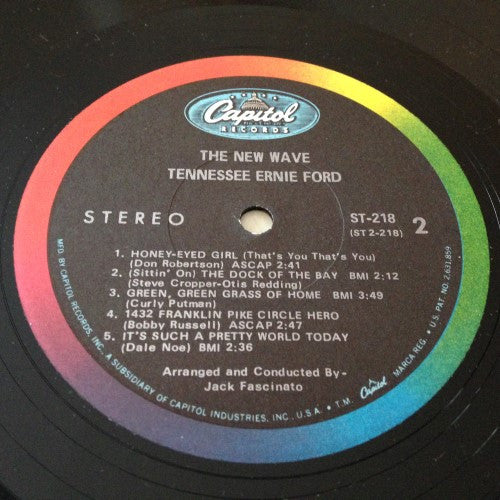 Capitol
RECORDS
THE NEW WAVE
TENNESSEE ERNIE FORD
STEREO
ST-218 2
(ST 2-218)
1. HONEY-EYED GIRL (That's You That's You)
(Don Robertson) ASCAP 2:41
2. (Sittin' On) THE DOCK OF THE BAY BMI 2:12
(Steve Cropper-Otis Redding)
3. GREEN, GREEN GRASS OF HOME BMI 3:49
(Curly Putman)
4. 1432 FRANKLIN PIKE CIRCLE HERO
(Bobby Russell) ASCAP 2:47
5. IT'S SUCH A PRETTY WORLD TODAY
(Dale Noe) BMI 2:36
Arranged and Conducted By-
Jack Fascinato
MFD. BY CAPITOL RECORDS, INC., A SUBSIDIARY OF CAPITOL INDUSTRIES, INC., U.S.A. • T.M. Capitol MARCA REG. • U.S. PAT. NO. 2,631,859